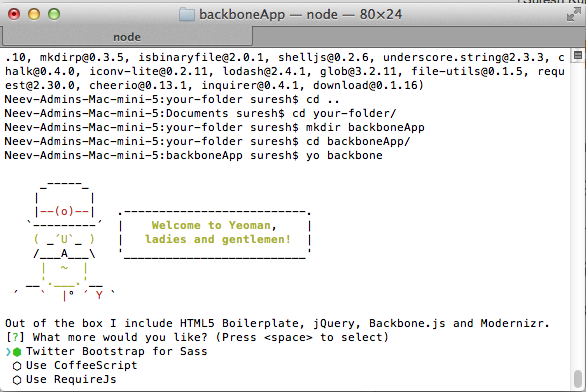 backboneApp — node — 80×24
node
.10, mkdirp@0.3.5, isbinaryfile@2.0.1, shelljs@0.2.6, underscore.string@2.3.3, c
halk@0.4.0, iconv-lite@0.2.11, lodash@2.4.1, glob@3.2.11, file-utils@0.1.5, requ
est@2.30.0, cheerio@0.13.1, inquirer@0.4.1, download@0.1.16)
Neev-Admins-Mac-mini-5:your-folder suresh$ cd ..
Neev-Admins-Mac-mini-5:Documents suresh$ cd your-folder/
Neev-Admins-Mac-mini-5:your-folder suresh$ mkdir backboneApp
Neev-Admins-Mac-mini-5:your-folder suresh$ cd backboneApp/
Neev-Admins-Mac-mini-5:backboneApp suresh$ yo backbone
Welcome to Yeoman,
ladies and gentlemen!
Out of the box I include HTML5 Boilerplate, jQuery, Backbone.js and Modernizr.
[?] What more would you like? (Press <space> to select)
❯⬢ Twitter Bootstrap for Sass
⬡ Use CoffeeScript
⬡ Use RequireJs